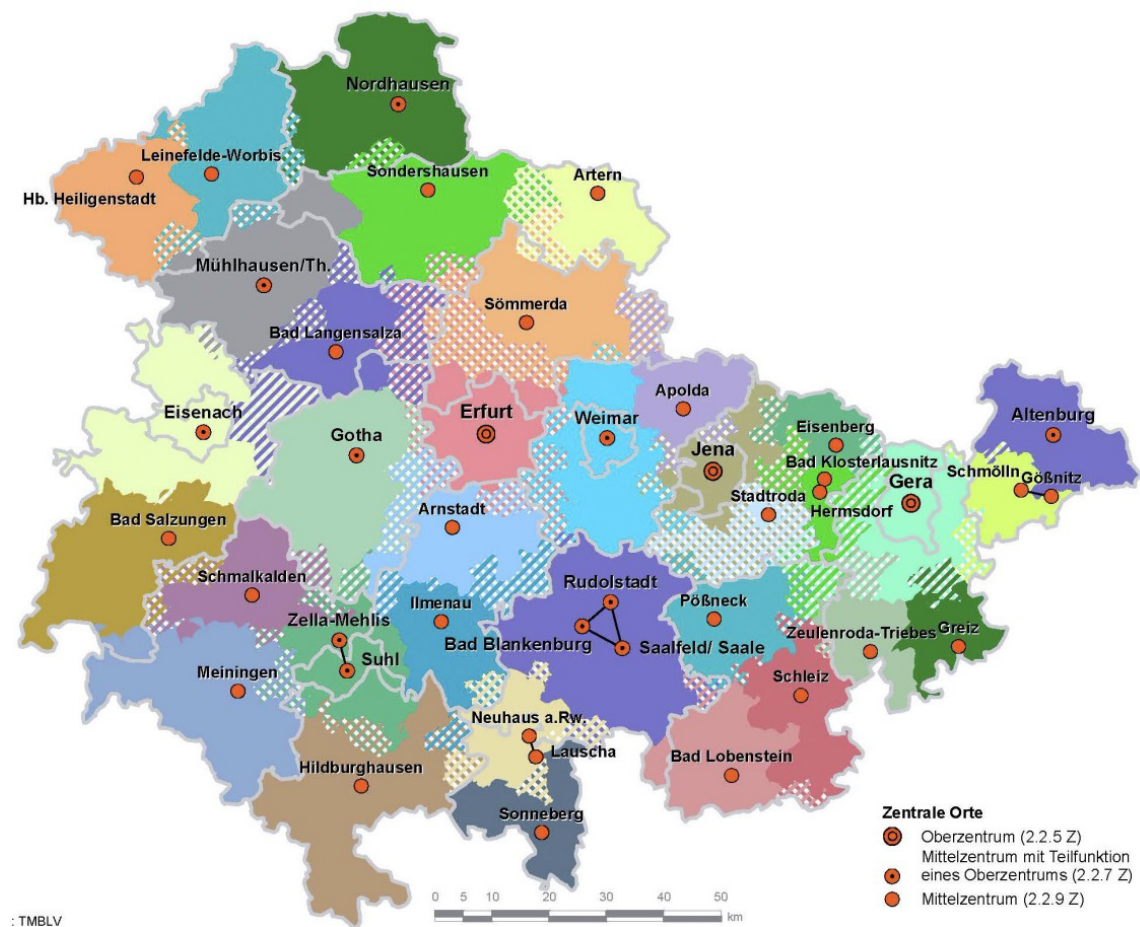 Nordhausen
Leinefelde-Worbis
Sondershausen
Artern
Hb. Heiligenstadt
Mühlhausen/Th.
Sömmerda
Bad Langensalza
Apolda
Eisenach
Erfurt
Weimar
Altenburg
Gotha
Eisenberg
Jena
Bad Klosterlausnitz
Schmölln
Gößnitz
Gera
Stadtroda
Hermsdorf
Arnstadt
Bad Salzungen
Schmalkalden
Rudolstadt
Ilmenau
Pößneck
Zella-Mehlis
Bad Blankenburg
Saalfeld/ Saale
Zeulenroda-Triebes
Greiz
Suhl
Meiningen
Schleiz
Neuhaus a.Rw.
Lauscha
Bad Lobenstein
Hildburghausen
Sonneberg
Zentrale Orte
Oberzentrum (2.2.5 Z)
Mittelzentrum mit Teilfunktion
eines Oberzentrums (2.2.7 Z)
Mittelzentrum (2.2.9 Z)
0 5 10 20 30 40 50
km
: TMBLV